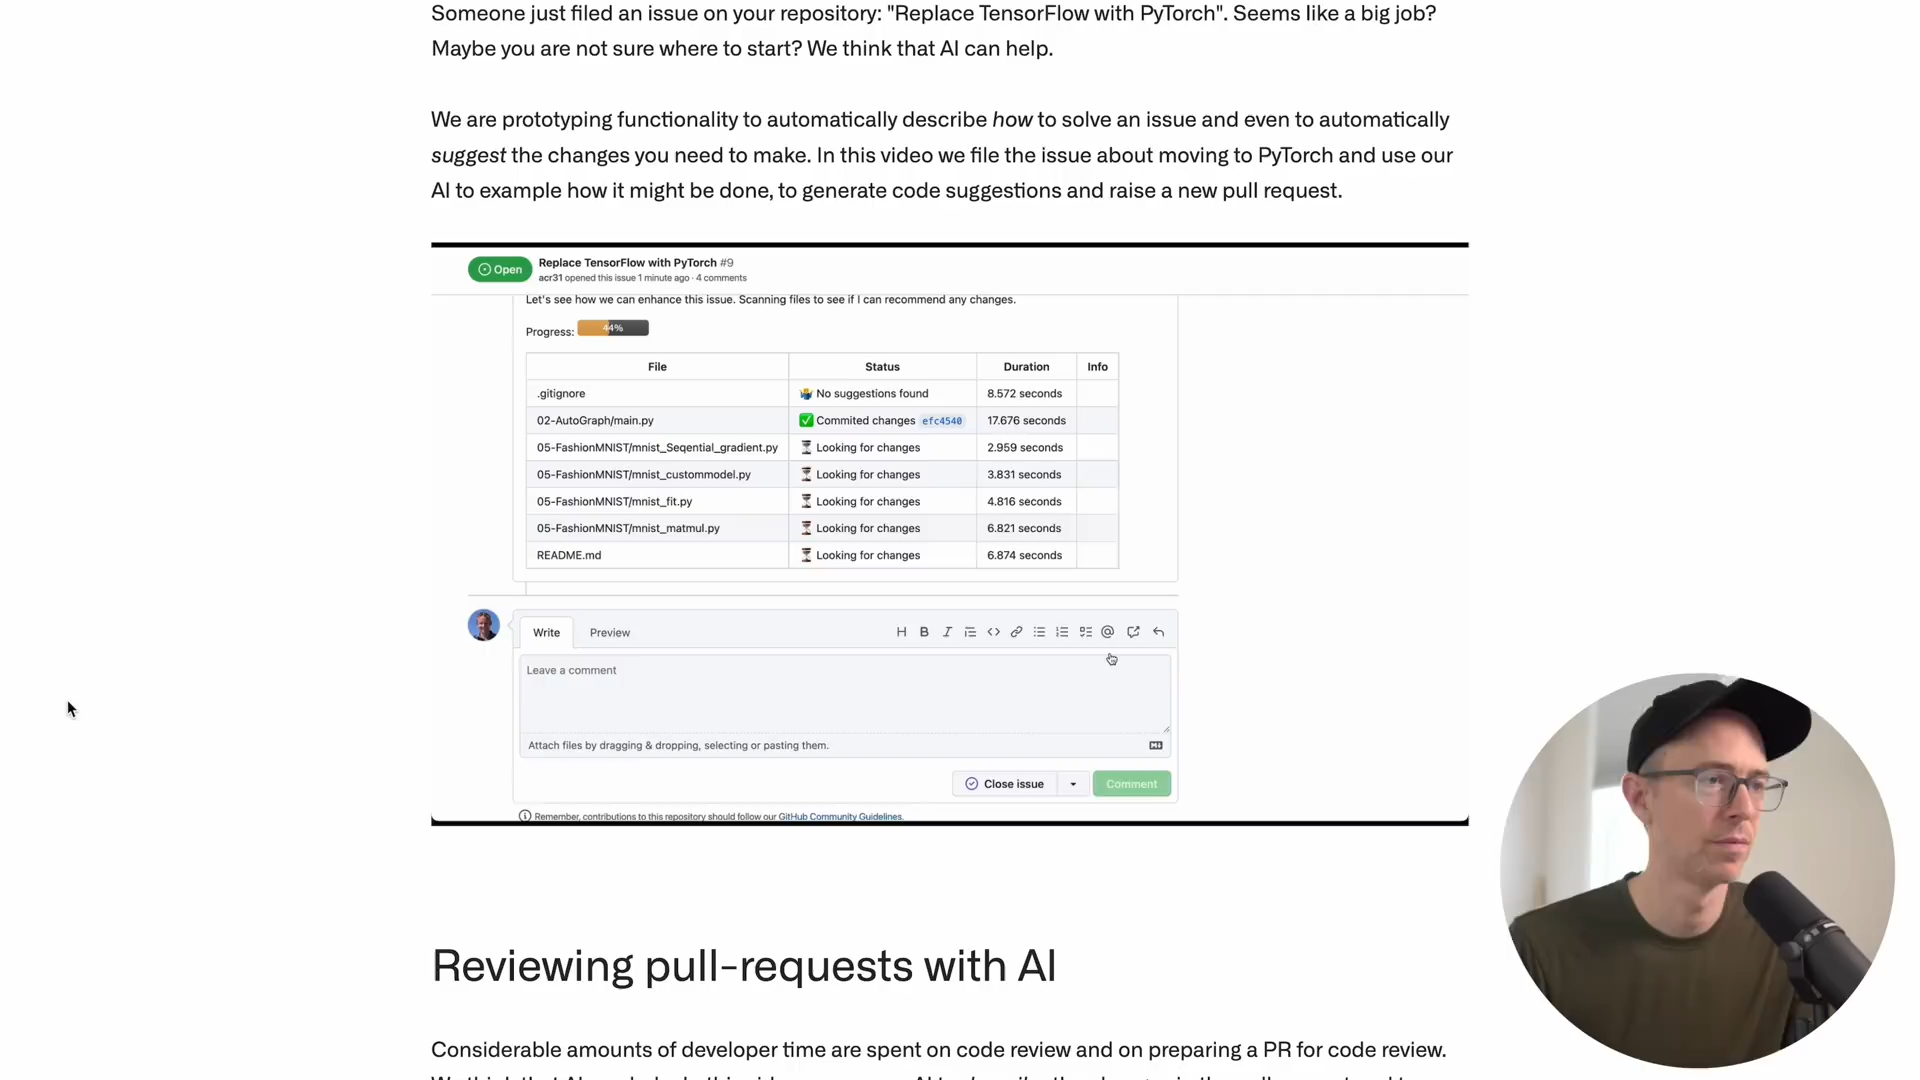 Someone just filed an issue on your repository: "Replace TensorFlow with PyTorch". Seems like a big job?
Maybe you are not sure where to start? We think that AI can help.
We are prototyping functionality to automatically describe how to solve an issue and even to automatically
suggest the changes you need to make. In this video we file the issue about moving to PyTorch and use our
AI to example how it might be done, to generate code suggestions and raise a new pull request.
Open
Replace TensorFlow with PyTorch #9
acr31 opened this issue 1 minute ago · 4 comments
Let's see how we can enhance this issue. Scanning files to see if I can recommend any changes.
Progress: 44%
File Status Duration Info
.gitignore No suggestions found 8.572 seconds
02-AutoGraph/main.py Commited changes efc4540 17.676 seconds
05-FashionMNIST/mnist_Seqential_gradient.py Looking for changes 2.959 seconds
05-FashionMNIST/mnist_custommodel.py Looking for changes 3.831 seconds
05-FashionMNIST/mnist_fit.py Looking for changes 4.816 seconds
05-FashionMNIST/mnist_matmul.py Looking for changes 6.821 seconds
README.md Looking for changes 6.874 seconds
Write Preview
Leave a comment
Attach files by dragging & dropping, selecting or pasting them.
Close issue Comment
Remember, contributions to this repository should follow our GitHub Community Guidelines.
Reviewing pull-requests with AI
Considerable amounts of developer time are spent on code review and on preparing a PR for code review.